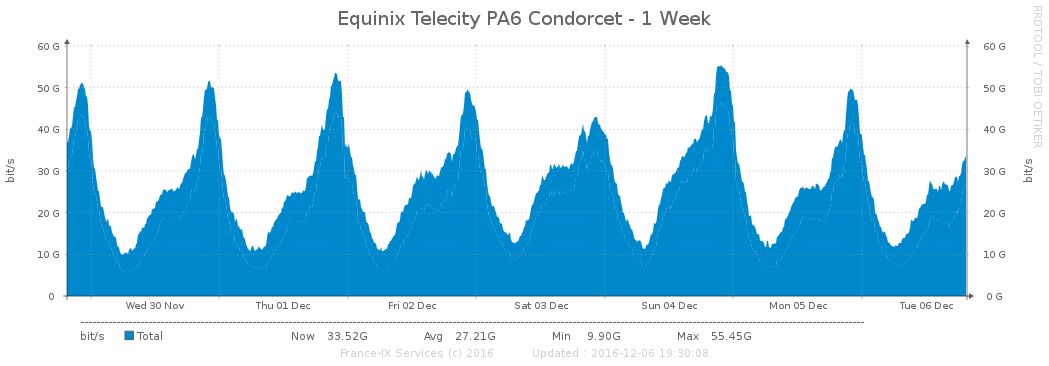 Equinix Telecity PA6 Condorcet - 1 Week
RRDTOOL / TOBI OETIKER
60 G 60 G
50 G 50 G
40 G 40 G
30 G 30 G
20 G 20 G
10 G 10 G
0 0 G
bit/s
bit/s
Wed 30 Nov Thu 01 Dec Fri 02 Dec Sat 03 Dec Sun 04 Dec Mon 05 Dec Tue 06 Dec
bit/s Total Now 33.52G Avg 27.21G Min 9.90G Max 55.45G
France-IX Services (c) 2016 Updated : 2016-12-06 19:30:08